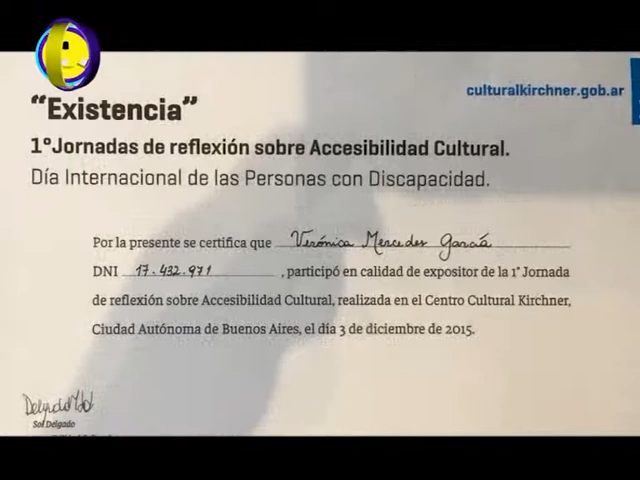 culturalkirchner.gob.ar
“Existencia”
1°Jornadas de reflexión sobre Accesibilidad Cultural.
Día Internacional de las Personas con Discapacidad.
Por la presente se certifica que Verónica Mercedes García
DNI 17.432.971, participó en calidad de expositor de la 1° Jornada
de reflexión sobre Accesibilidad Cultural, realizada en el Centro Cultural Kirchner,
Ciudad Autónoma de Buenos Aires, el día 3 de diciembre de 2015.
Sol Delgado